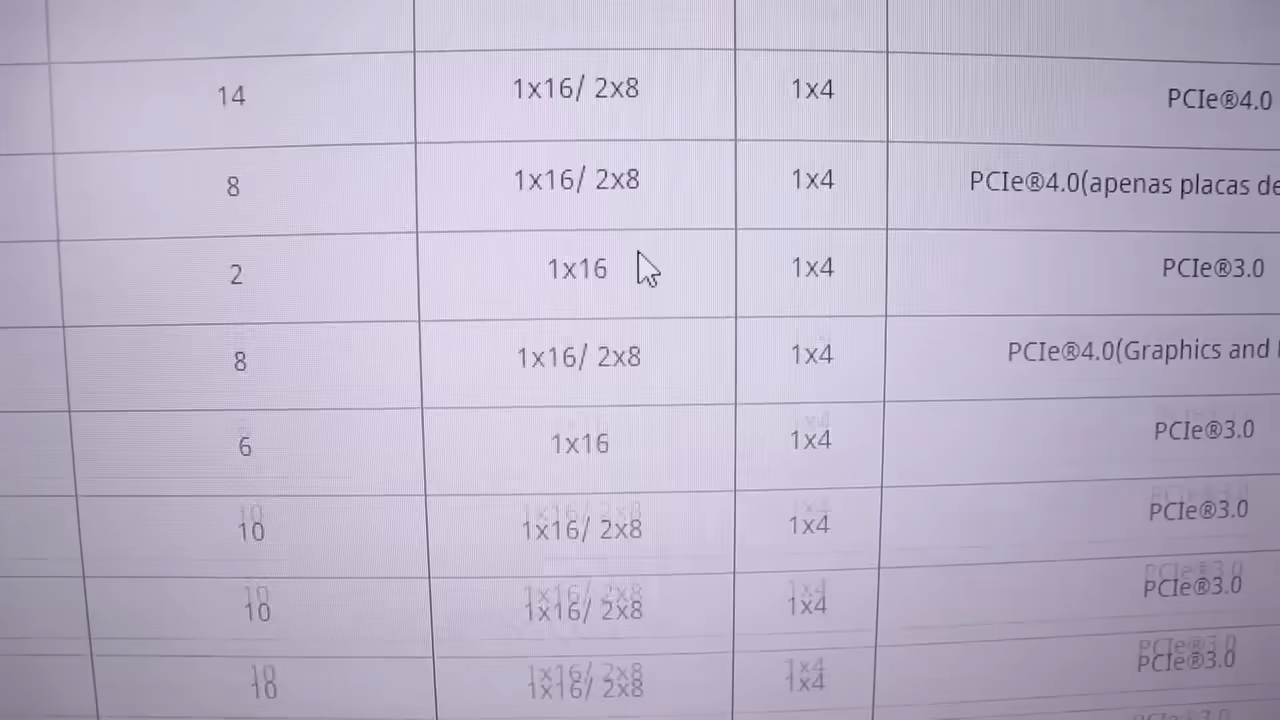 14 1x16/ 2x8 1x4 PCIe®4.0
8 1x16/ 2x8 1x4 PCIe®4.0(apenas placas de
2 1x16 1x4 PCIe®3.0
8 1x16/ 2x8 1x4 PCIe®4.0(Graphics and
6 1x16 1x4 PCIe®3.0
10 1x16/ 2x8 1x4 PCIe®3.0
10 1x16/ 2x8 1x4 PCIe®3.0
1x16/ 2x8 1x4 PCIe®3.0